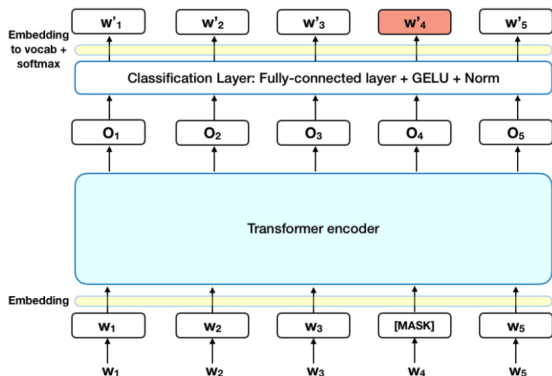 Embedding
to vocab +
softmax
w'1 w'2 w'3 w'4 w'5
Classification Layer: Fully-connected layer + GELU + Norm
O1 O2 O3 O4 O5
Transformer encoder
Embedding
w1 w2 w3 [MASK] w5
w1 w2 w3 w4 w5